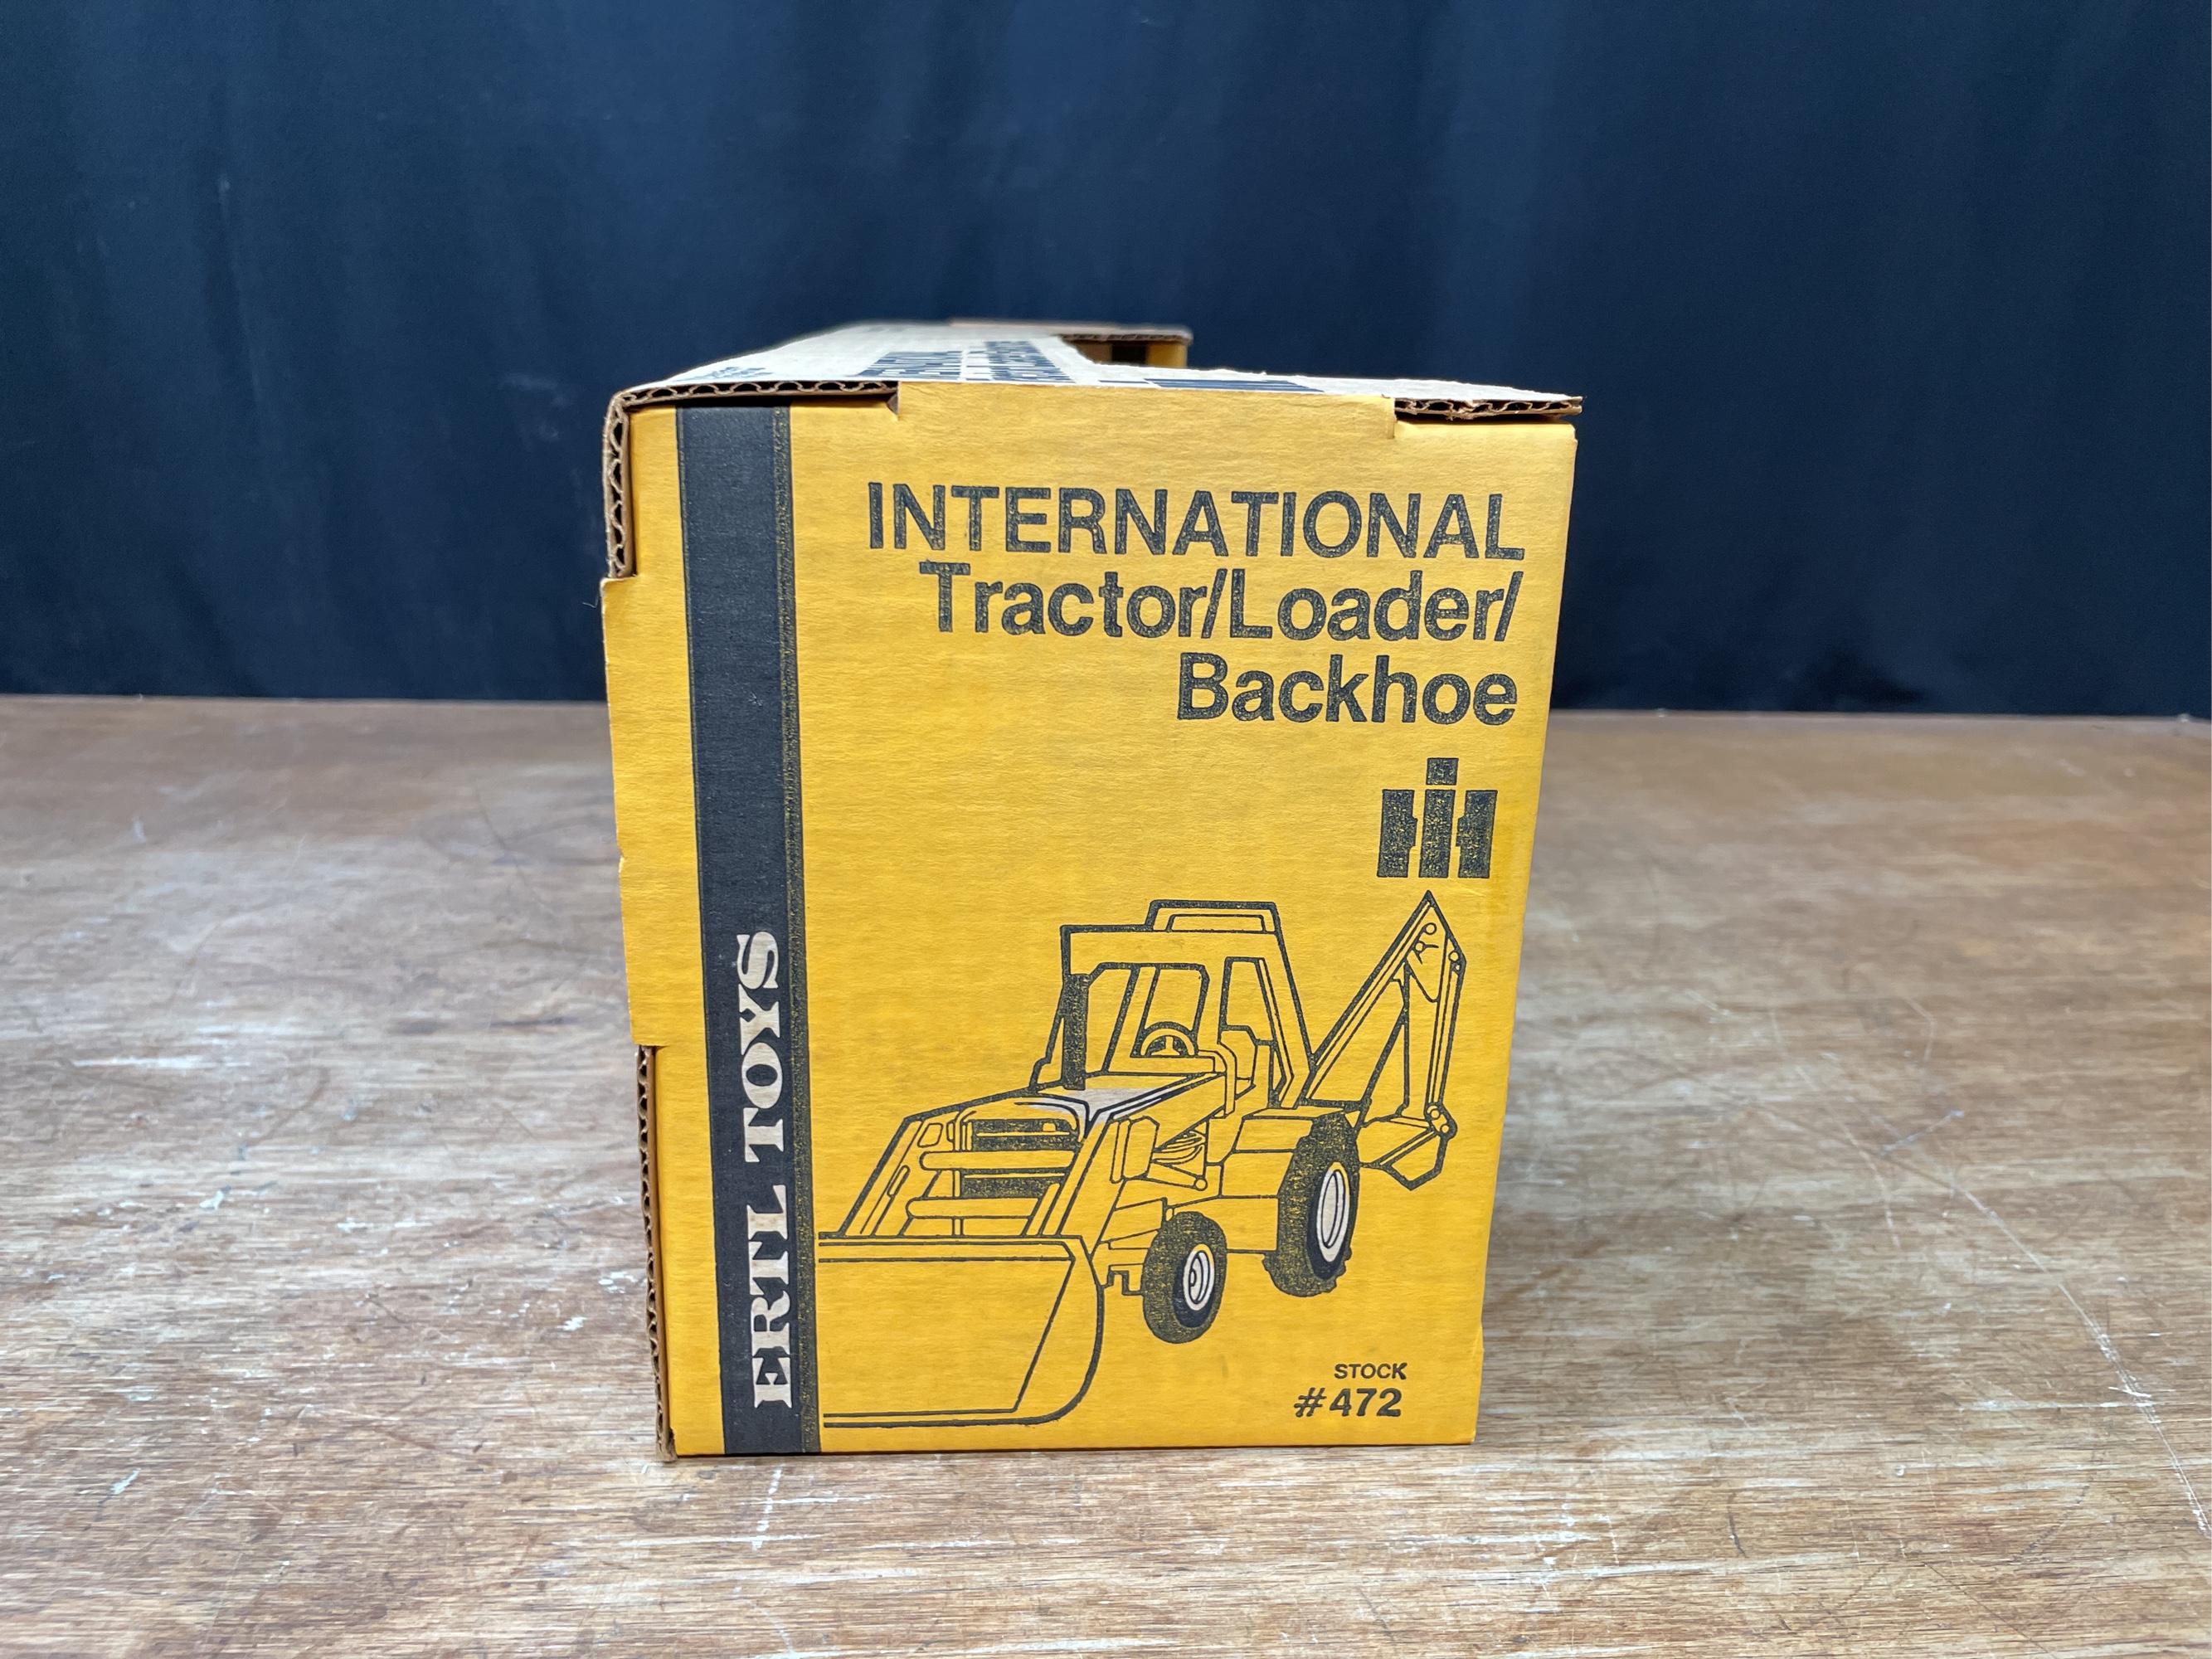 INTERNATIONAL
Tractor/Loader/
Backhoe
ERTL TOYS
STOCK
#472